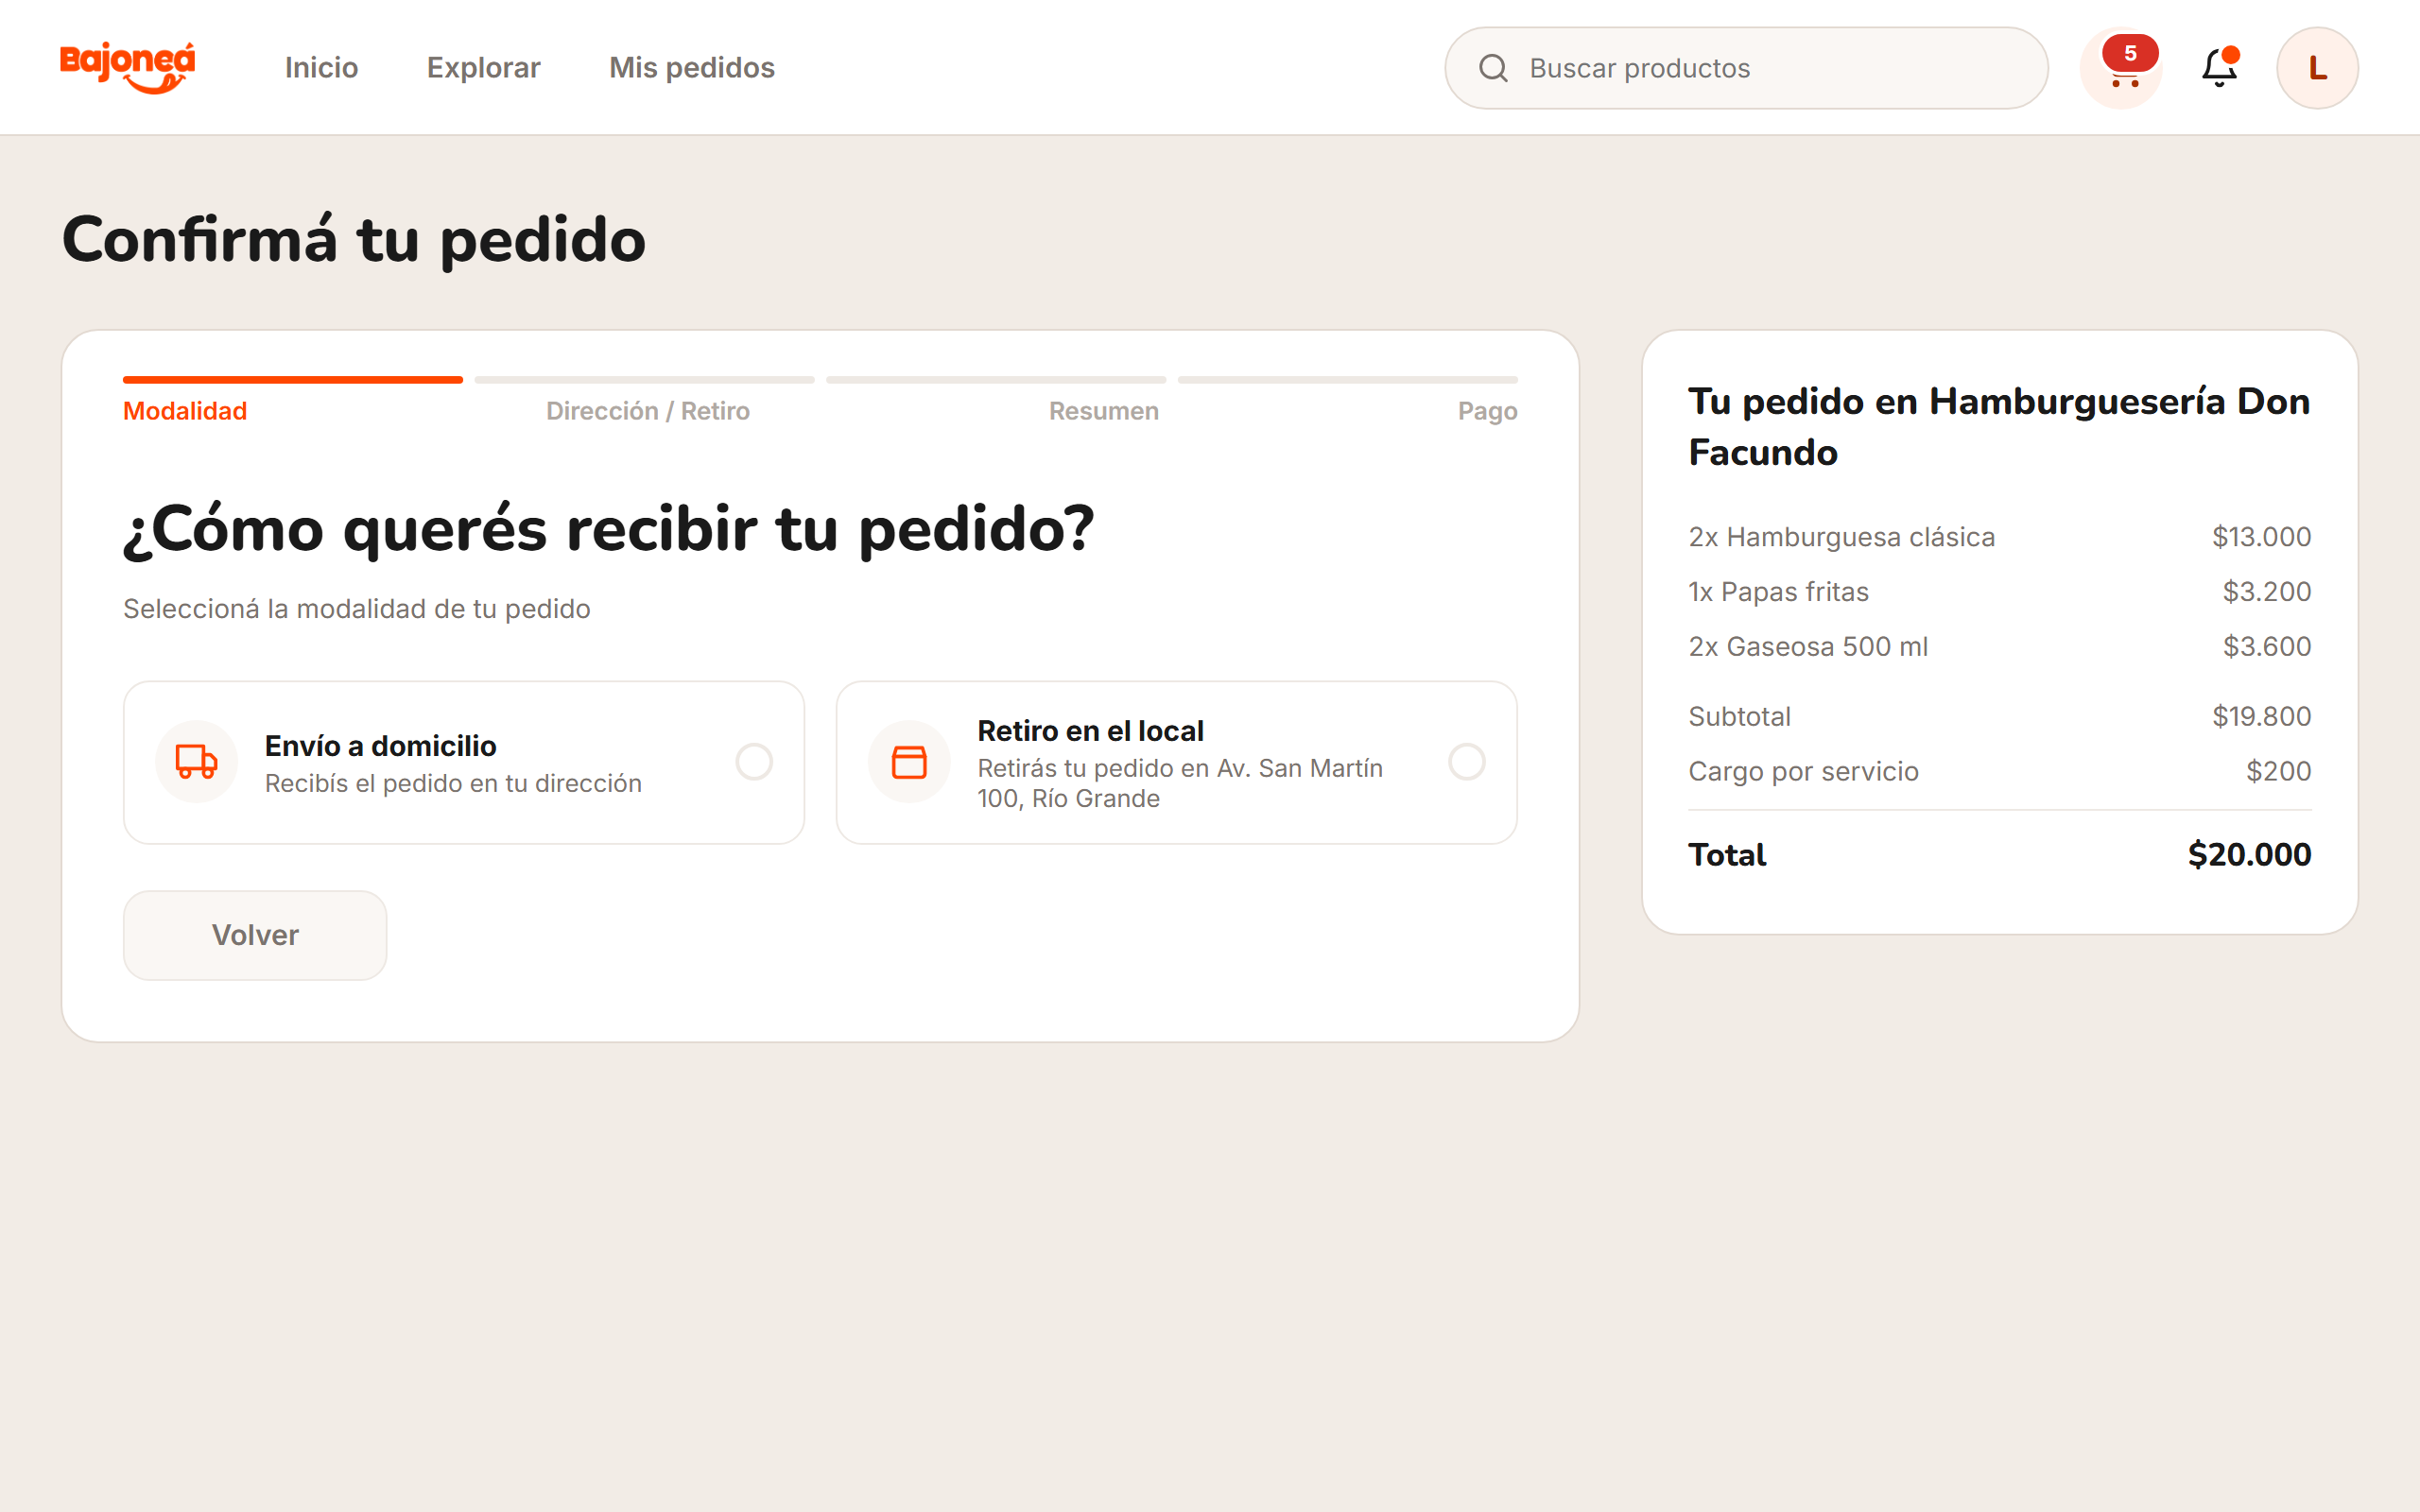 Bajoneá
Inicio
Explorar
Mis pedidos
Buscar productos
5
L
Confirmá tu pedido
Modalidad
Dirección / Retiro
Resumen
Pago
¿Cómo querés recibir tu pedido?
Seleccioná la modalidad de tu pedido
Envío a domicilio
Recibís el pedido en tu dirección
Retiro en el local
Retirás tu pedido en Av. San Martín
100, Río Grande
Volver
Tu pedido en Hamburguesería Don
Facundo
2x Hamburguesa clásica $13.000
1x Papas fritas $3.200
2x Gaseosa 500 ml $3.600
Subtotal $19.800
Cargo por servicio $200
Total $20.000